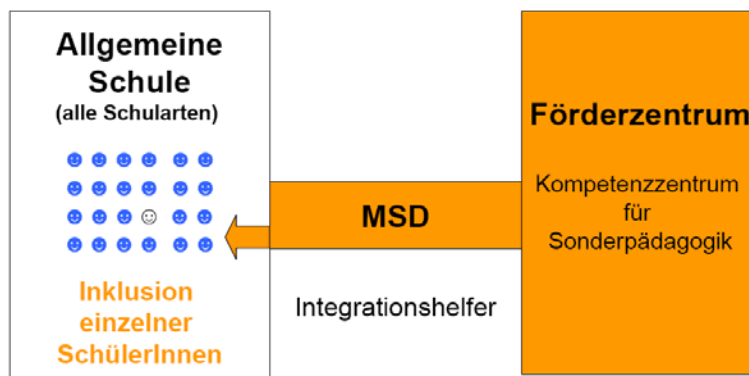 Allgemeine
Schule
(alle Schularten)
Inklusion
einzelner
SchülerInnen
MSD
Integrationshelfer
Förderzentrum
Kompetenzzentrum
für
Sonderpädagogik